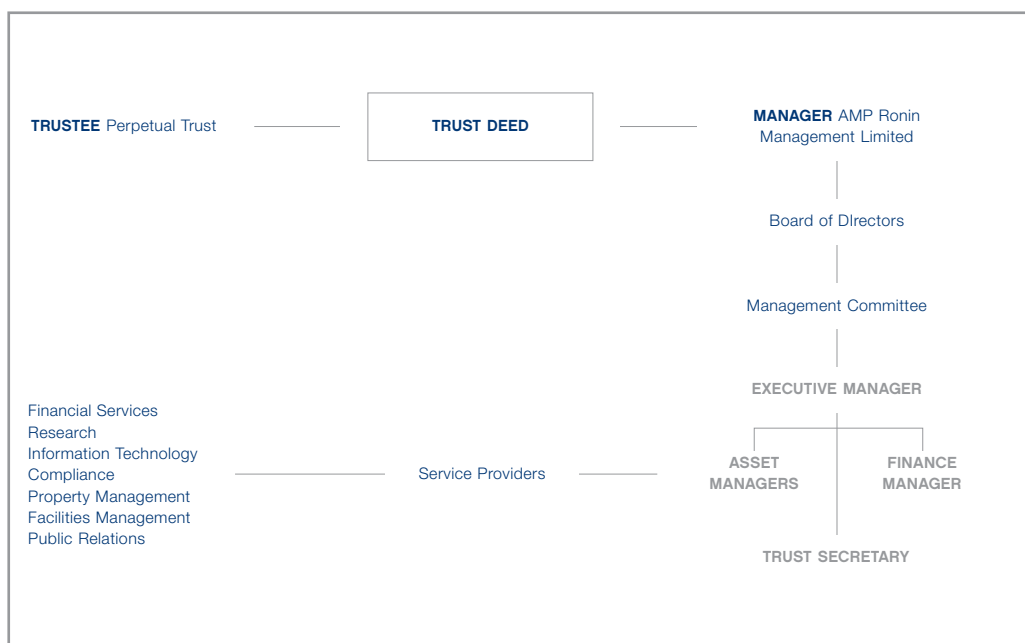 TRUSTEE Perpetual Trust
TRUST DEED
MANAGER AMP Ronin
Management Limited
Board of DIrectors
Management Committee
EXECUTIVE MANAGER
Financial Services
Research
Information Technology
Compliance
Property Management
Facilities Management
Public Relations
Service Providers
ASSET
MANAGERS
FINANCE
MANAGER
TRUST SECRETARY